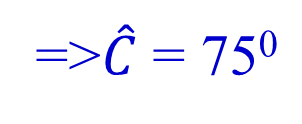 =>Ĉ = 75⁰